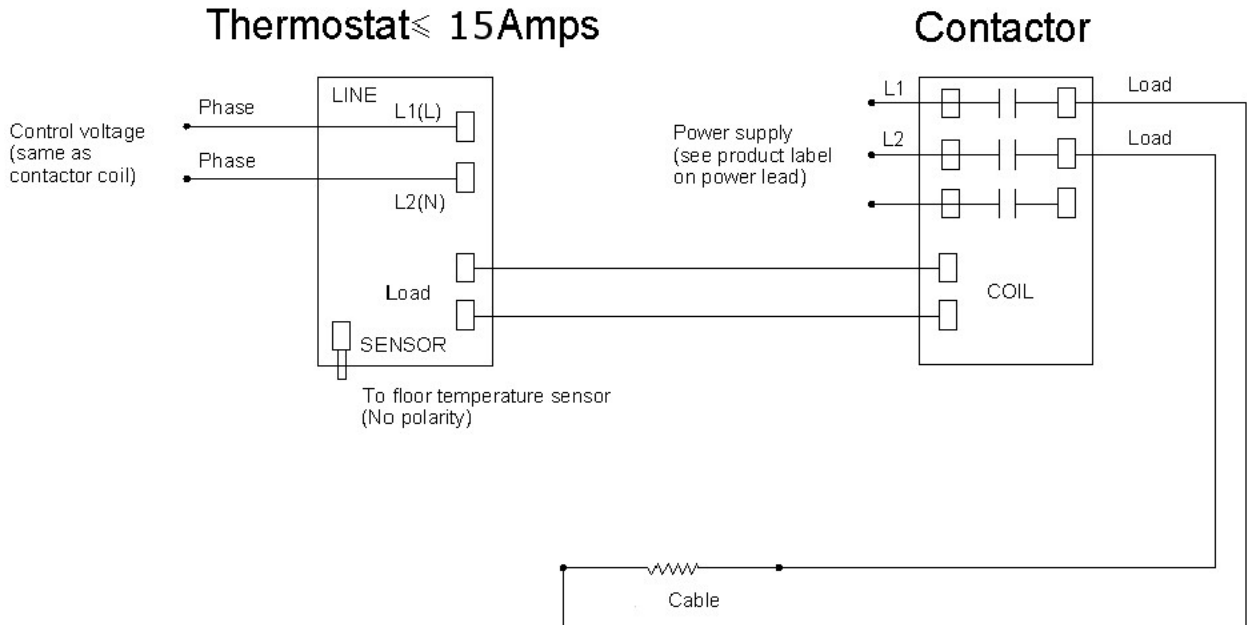 Thermostat< 15Amps
Contactor
LINE
Phase
L1(L)
Control voltage
(same as
contactor coil)
Phase
L2(N)
Load
SENSOR
To floor temperature sensor
(No polarity)
L1
Load
Power supply
(see product label
on power lead)
L2
Load
COIL
Cable